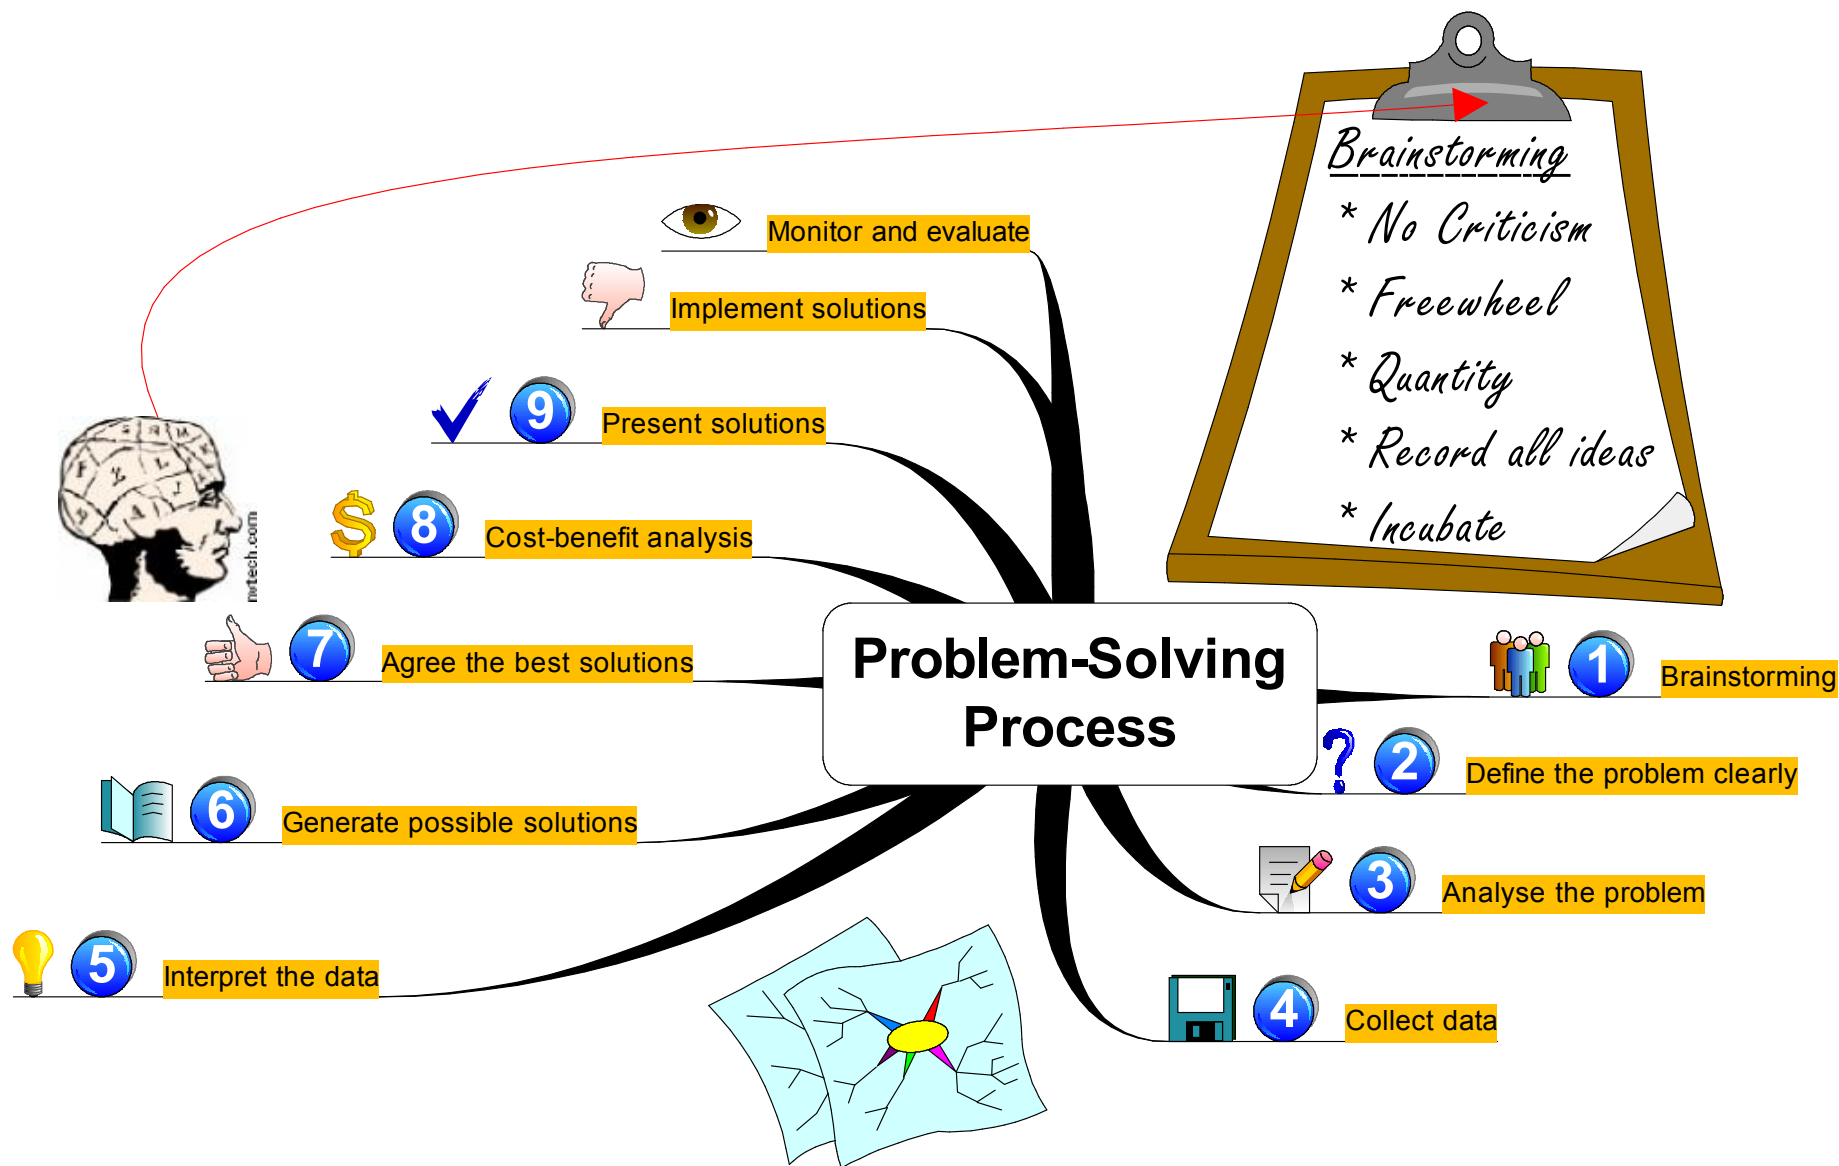 Brainstorming
* No Criticism
* Freewheel
* Quantity
* Record all ideas
* Incubate
Monitor and evaluate
Implement solutions
9 Present solutions
8 Cost-benefit analysis
7 Agree the best solutions
6 Generate possible solutions
5 Interpret the data
Problem-Solving
Process
1 Brainstorming
2 Define the problem clearly
3 Analyse the problem
4 Collect data